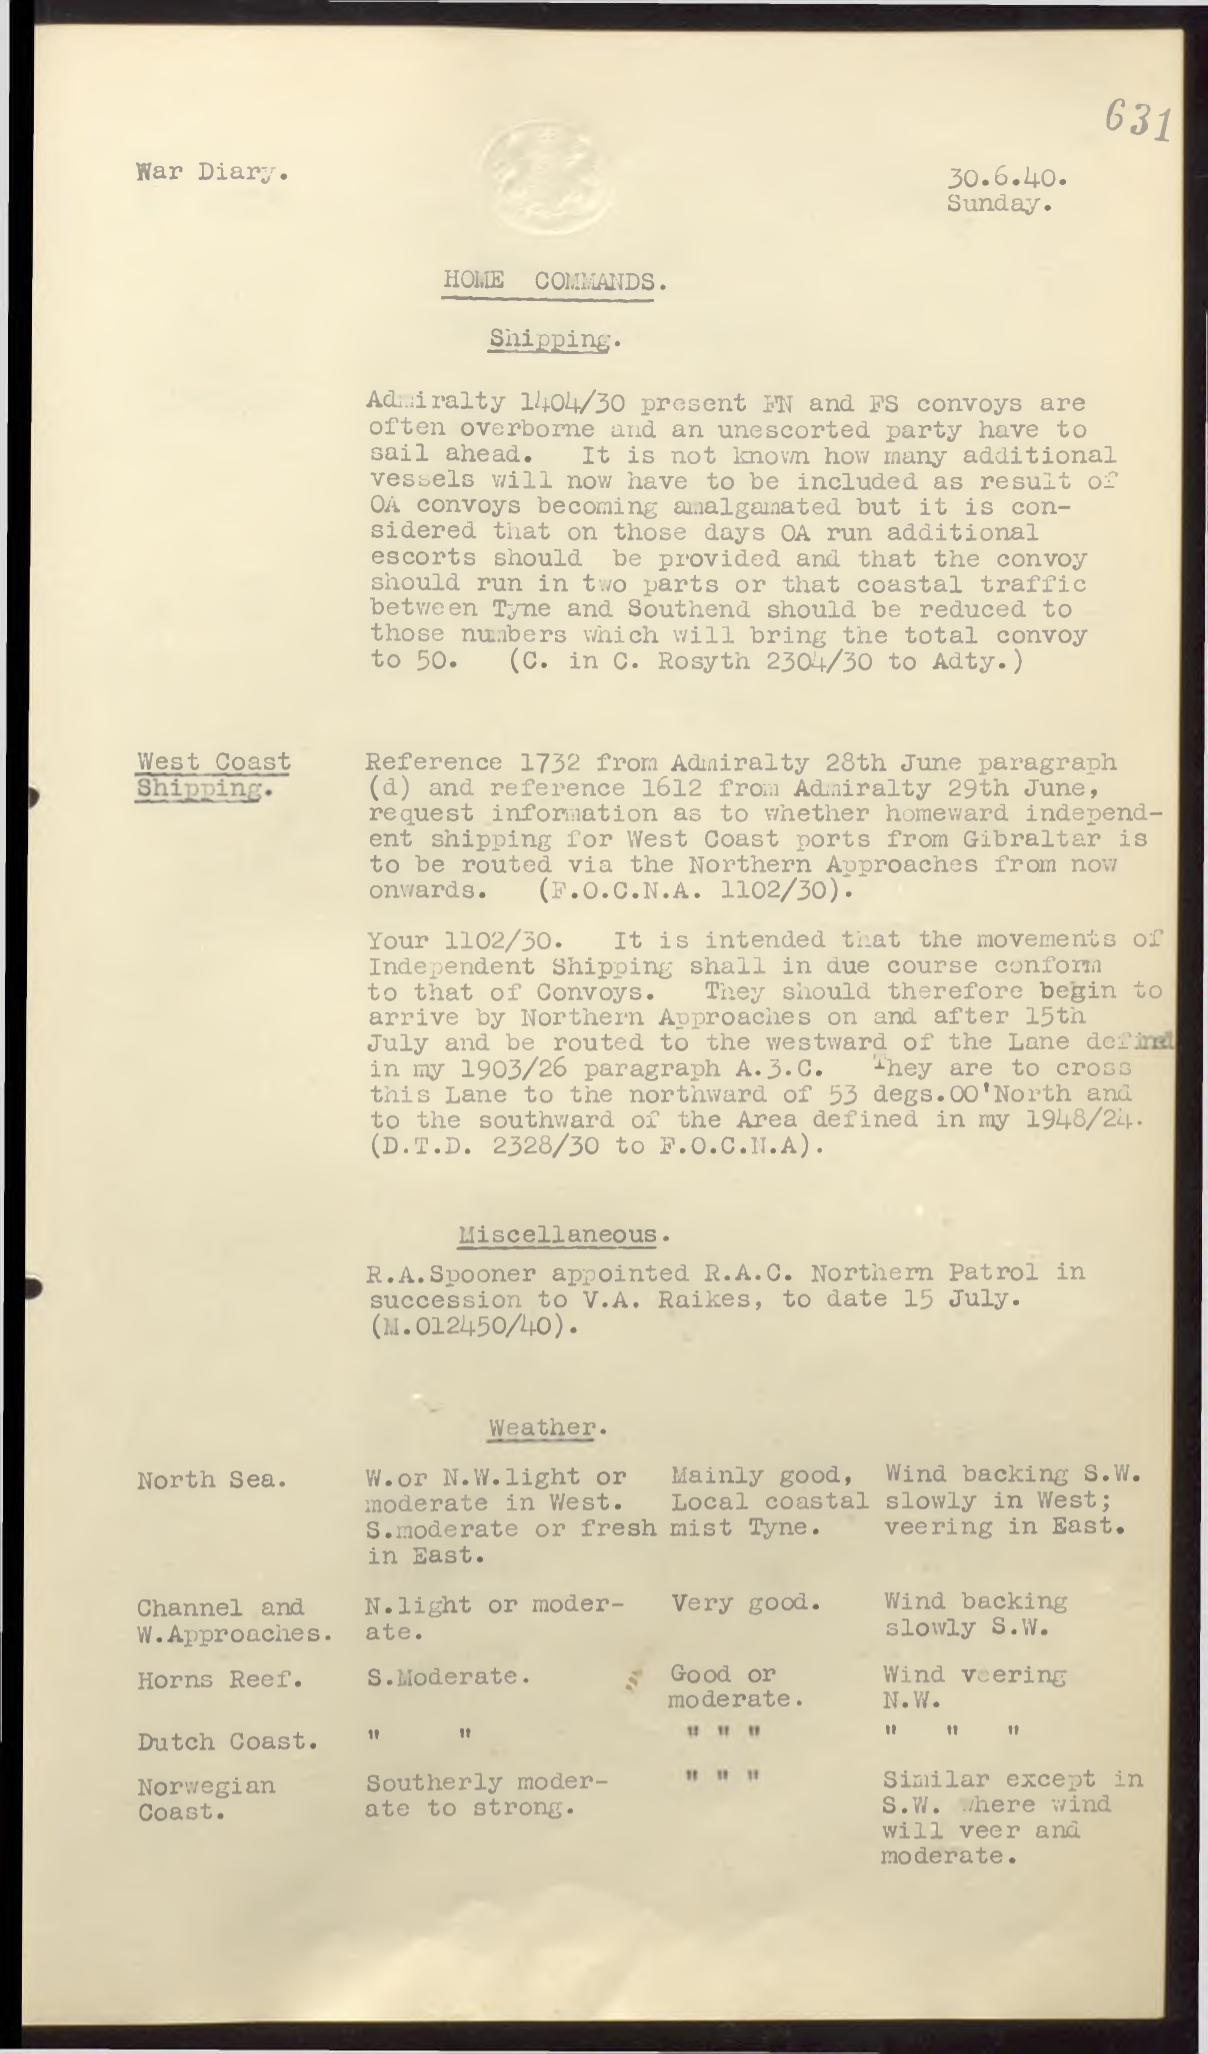 631
War Diary.
30.6.40.
Sunday.
HOME COMMANDS.
Shipping.
Admiralty 1404/30 present FN and FS convoys are
often overborne and an unescorted party have to
sail ahead. It is not known how many additional
vessels will now have to be included as result of
OA convoys becoming amalgamated but it is con-
sidered that on those days OA run additional
escorts should be provided and that the convoy
should run in two parts or that coastal traffic
between Tyne and Southend should be reduced to
those numbers which will bring the total convoy
to 50. (C. in C. Rosyth 2304/30 to Adty.)
West Coast
Shipping.
Reference 1732 from Admiralty 28th June paragraph
(d) and reference 1612 from Admiralty 29th June,
request information as to whether homeward independ-
ent shipping for West Coast ports from Gibraltar is
to be routed via the Northern Approaches from now
onwards. (F.O.C.N.A. 1102/30).
Your 1102/30. It is intended that the movements of
Independent Shipping shall in due course conform
to that of Convoys. They should therefore begin to
arrive by Northern Approaches on and after 15th
July and be routed to the westward of the Lane defined
in my 1903/26 paragraph A.3.C. They are to cross
this Lane to the northward of 53 degs.00'North and
to the southward of the Area defined in my 1948/24.
(D.T.D. 2328/30 to F.O.C.N.A).
Miscellaneous.
R.A.Spooner appointed R.A.C. Northern Patrol in
succession to V.A. Raikes, to date 15 July.
(M.012450/40).
Weather.
North Sea. W.or N.W.light or Mainly good, Wind backing S.W.
moderate in West. Local coastal slowly in West;
S.moderate or fresh mist Tyne. veering in East.
in East.
Channel and N.light or moder- Very good. Wind backing
W.Approaches. ate. slowly S.W.
Horns Reef. S.Moderate. Good or Wind veering
moderate. N.W.
Dutch Coast. " " " " " " " "
Norwegian Southerly moder- " " " Similar except in
Coast. ate to strong. S.W. where wind
will veer and
moderate.